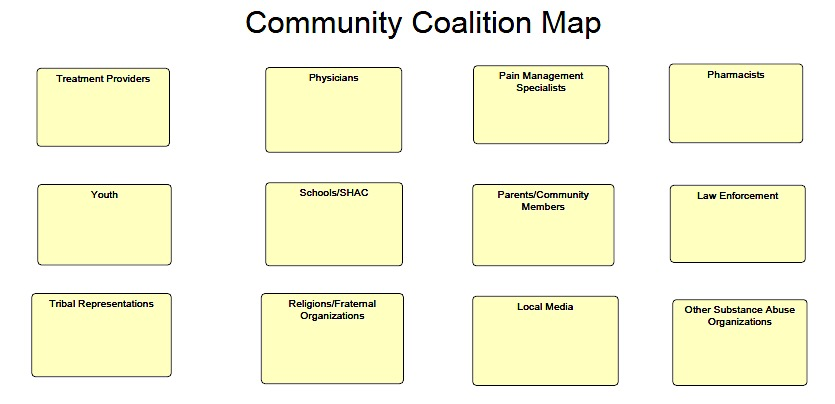 Community Coalition Map
Treatment Providers
Physicians
Pain Management
Specialists
Pharmacists
Youth
Schools/SHAC
Parents/Community
Members
Law Enforcement
Tribal Representations
Religions/Fraternal
Organizations
Local Media
Other Substance Abuse
Organizations